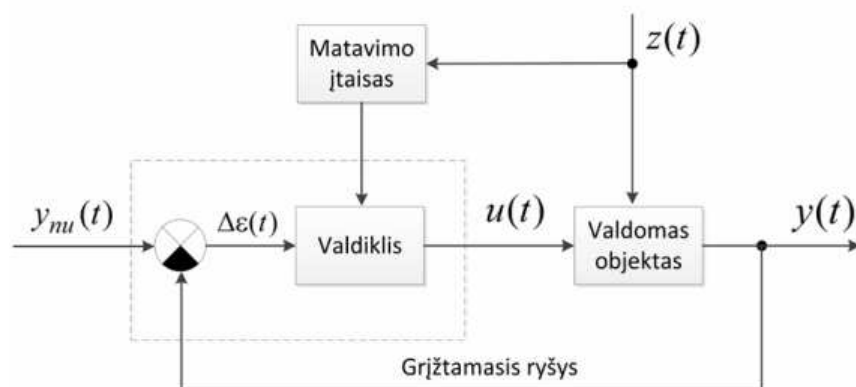 Matavimo
įtaisas
z(t)
y_nu(t)
Δε(t)
Valdiklis
u(t)
Valdomas
objektas
y(t)
Grįžtamasis ryšys